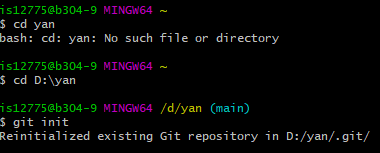 is12775@b304-9 MINGW64 ~
$ cd yan
bash: cd: yan: No such file or directory
is12775@b304-9 MINGW64 ~
$ cd D:\yan
is12775@b304-9 MINGW64 /d/yan (main)
$ git init
Reinitialized existing Git repository in D:/yan/.git/